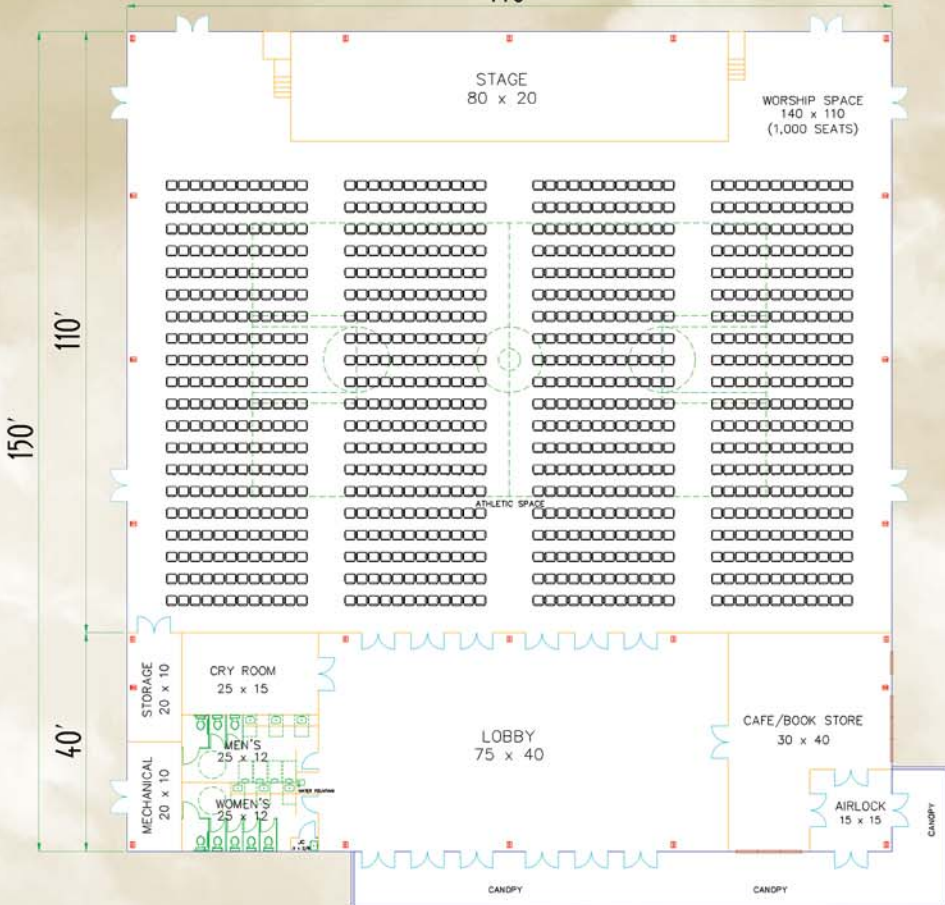 STAGE
80 x 20
WORSHIP SPACE
140 x 110
(1,000 SEATS)
110'
150'
ATHLETIC SPACE
STORAGE
20 x 10
CRY ROOM
25 x 15
LOBBY
75 x 40
CAFE/BOOK STORE
30 x 40
40'
MEN'S
25 x 12
MECHANICAL
20 x 10
WATER FOUNTAIN
WOMEN'S
25 x 12
AIRLOCK
15 x 15
CANOPY
CANOPY
CANOPY